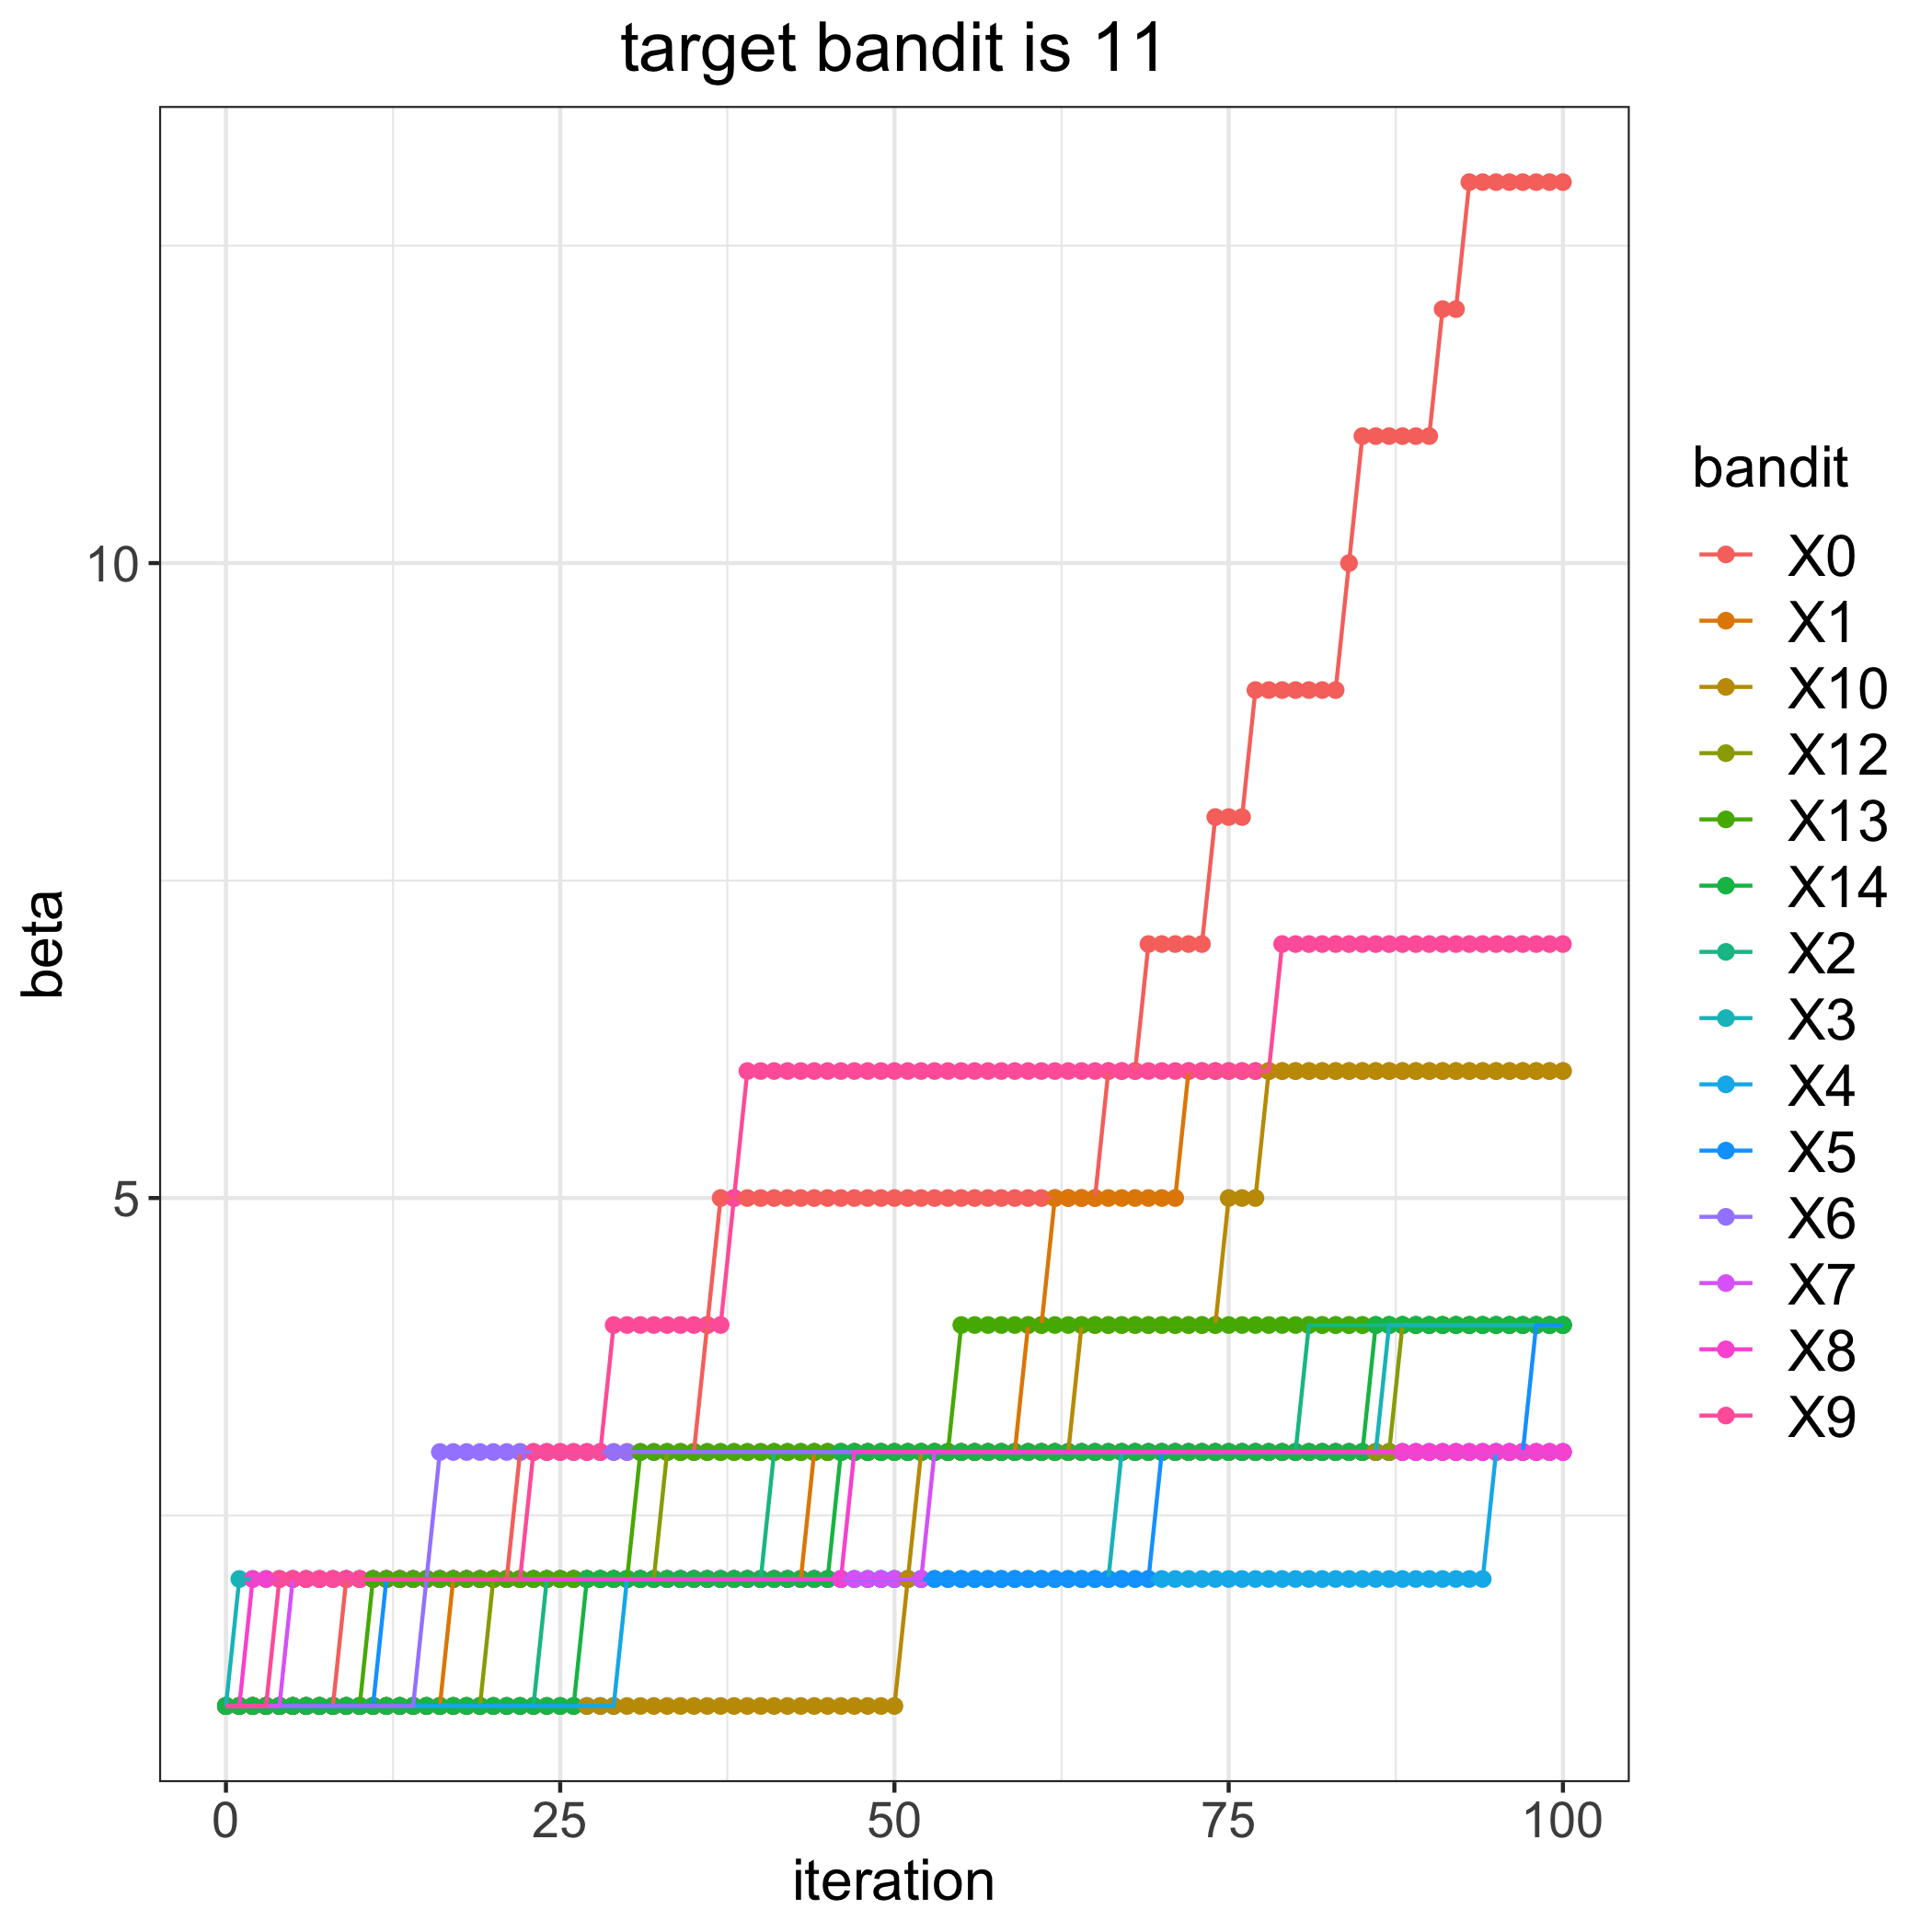 target bandit is 11
beta
10
5
0
25
50
75
100
iteration
bandit
X0
X1
X10
X12
X13
X14
X2
X3
X4
X5
X6
X7
X8
X9